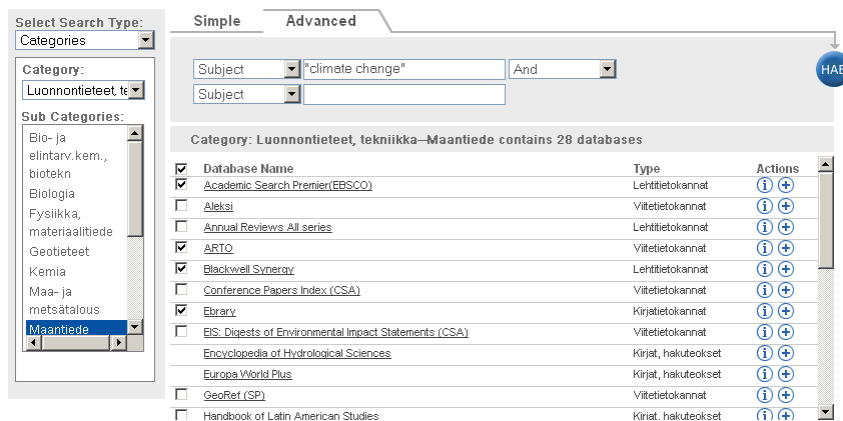 Select Search Type:
Categories
Category:
Luonnontieteet, te
Sub Categories:
Bio- ja
elintarv.kem.,
biotekn
Biologia
Fysiikka,
materiaalitiede
Geotieteet
Kemia
Maa- ja
metsätalous
Maantiede
Simple Advanced
Subject "climate change" And
Subject
HAE
Category: Luonnontieteet, tekniikka—Maantiede contains 28 databases
Database Name Type Actions
Academic Search Premier(EBSCO) Lehtitietokannat
Aleksi Viitetietokannat
Annual Reviews All series Lehtitietokannat
ARTO Viitetietokannat
Blackwell Synergy Lehtitietokannat
Conference Papers Index (CSA) Viitetietokannat
Ebrary Kirjatietokannat
EIS: Digests of Environmental Impact Statements (CSA) Viitetietokannat
Encyclopedia of Hydrological Sciences Kirjat, hakuteokset
Europa World Plus Kirjat, hakuteokset
GeoRef (SP) Viitetietokannat
Handbook of Latin American Studies Kirjat, hakuteokset